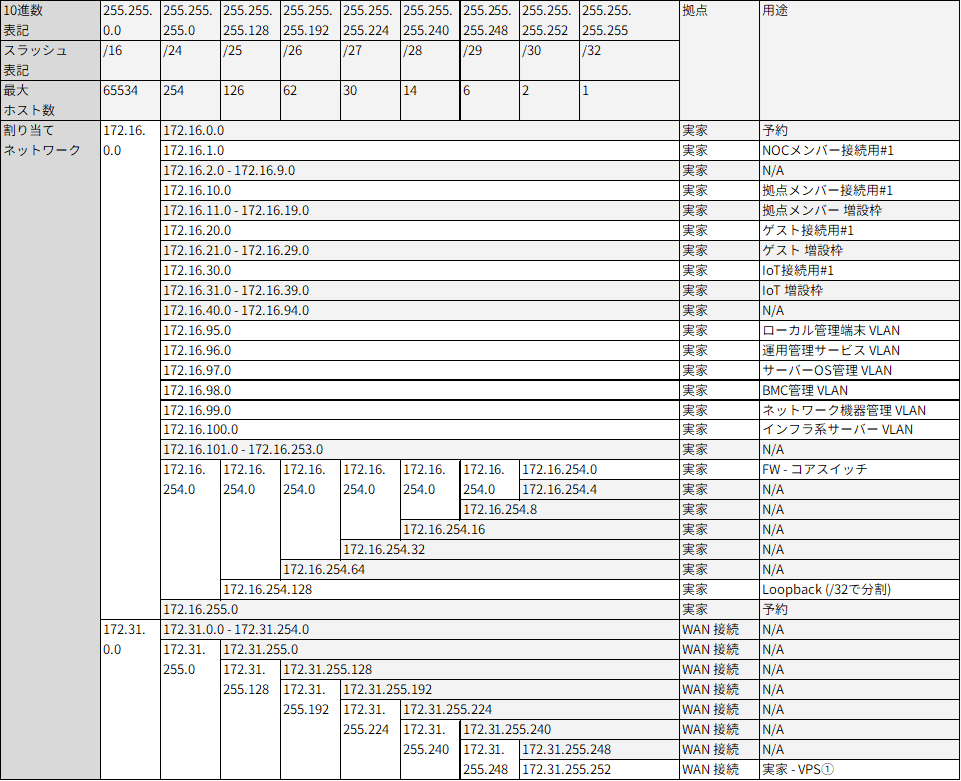 10進数 255.255. 255.255. 255.255. 255.255. 255.255. 255.255. 255.255. 255.255. 255.255. 拠点 用途
表記 0.0 255.0 255.128 255.192 255.224 255.240 255.248 255.252 255.255
スラッシュ /16 /24 /25 /26 /27 /28 /29 /30 /32
表記
最大 65534 254 126 62 30 14 6 2 1
ホスト数
割り当て 172.16. 172.16.0.0 実家 予約
ネットワーク 0.0 172.16.1.0 実家 NOCメンバー接続用#1
172.16.2.0 - 172.16.9.0 実家 N/A
172.16.10.0 実家 拠点メンバー接続用#1
172.16.11.0 - 172.16.19.0 実家 拠点メンバー 増設枠
172.16.20.0 実家 ゲスト接続用#1
172.16.21.0 - 172.16.29.0 実家 ゲスト 増設枠
172.16.30.0 実家 IoT接続用#1
172.16.31.0 - 172.16.39.0 実家 IoT 増設枠
172.16.40.0 - 172.16.94.0 実家 N/A
172.16.95.0 実家 ローカル管理端末 VLAN
172.16.96.0 実家 運用管理サービス VLAN
172.16.97.0 実家 サーバーOS管理 VLAN
172.16.98.0 実家 BMC管理 VLAN
172.16.99.0 実家 ネットワーク機器管理 VLAN
172.16.100.0 実家 インフラ系サーバー VLAN
172.16.101.0 - 172.16.253.0 実家 N/A
172.16. 172.16. 172.16. 172.16. 172.16. 172.16. 172.16.254.0 実家 FW - コアスイッチ
254.0 254.0 254.0 254.0 254.0 254.0 172.16.254.4 実家 N/A
172.16.254.8 実家 N/A
172.16.254.16 実家 N/A
172.16.254.32 実家 N/A
172.16.254.64 実家 N/A
172.16.254.128 実家 Loopback (/32で分割)
172.16.255.0 実家 予約
172.31. 172.31.0.0 - 172.31.254.0 WAN 接続 N/A
0.0 172.31. 172.31.255.0 WAN 接続 N/A
255.0 172.31. 172.31.255.128 WAN 接続 N/A
255.128 172.31. 172.31.255.192 WAN 接続 N/A
255.192 172.31. 172.31.255.224 WAN 接続 N/A
255.224 172.31. 172.31.255.240 WAN 接続 N/A
255.240 172.31. 172.31.255.248 WAN 接続 N/A
255.248 172.31.255.252 WAN 接続 実家 - VPS①